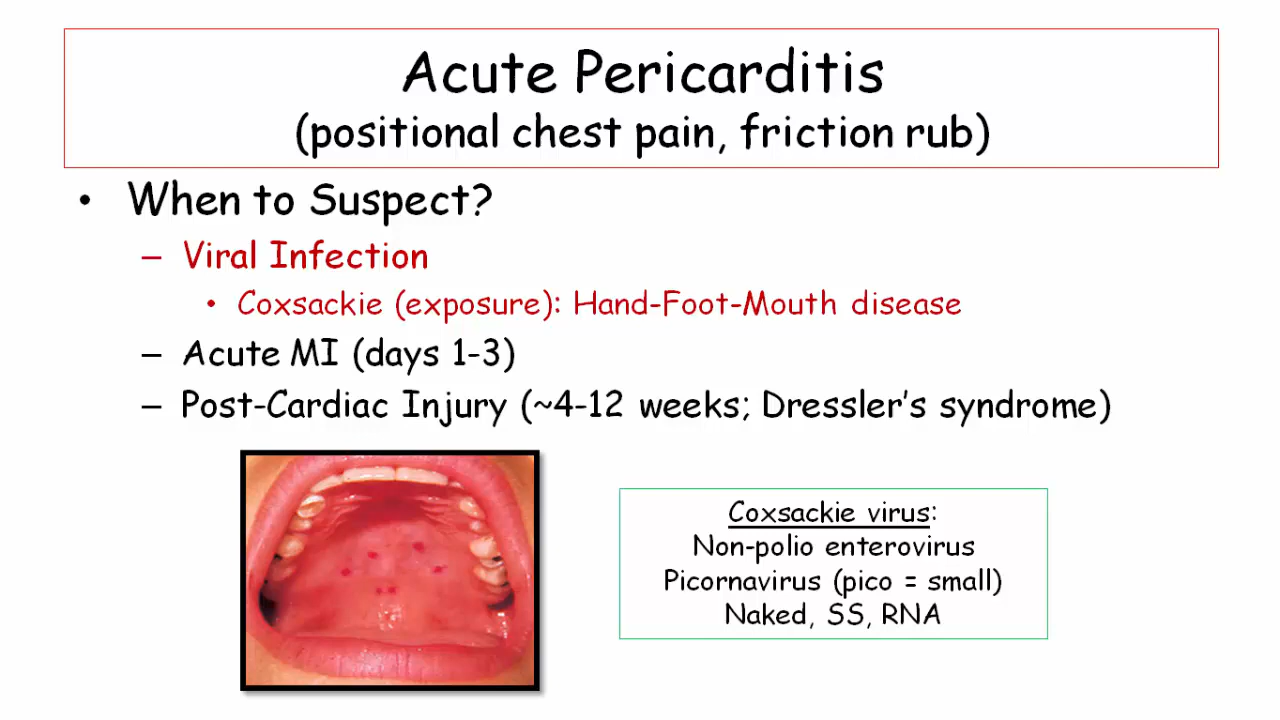 Acute Pericarditis
(positional chest pain, friction rub)
• When to Suspect?
– Viral Infection
• Coxsackie (exposure): Hand-Foot-Mouth disease
– Acute MI (days 1-3)
– Post-Cardiac Injury (~4-12 weeks; Dressler’s syndrome)
Coxsackie virus:
Non-polio enterovirus
Picornavirus (pico = small)
Naked, SS, RNA